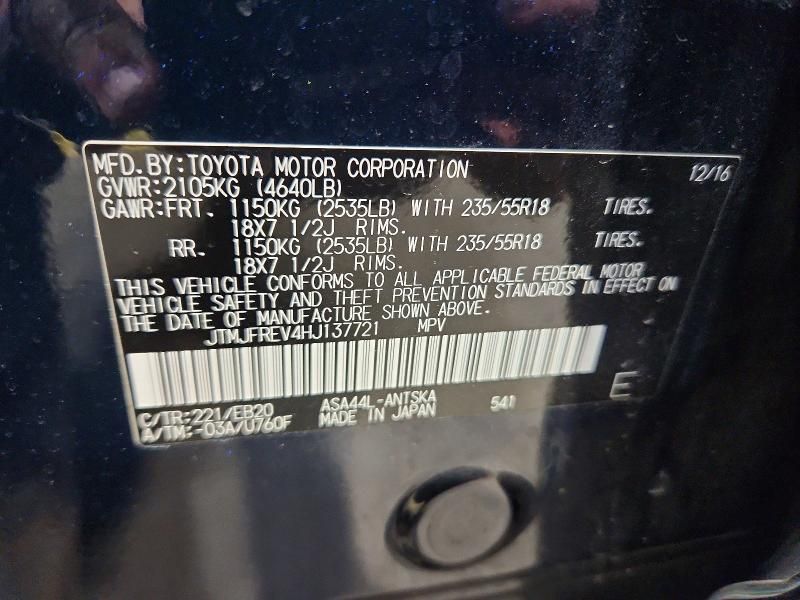 MFD.BY:TOYOTA MOTOR CORPORATION 12/16
GVWR:2105KG (4640LB)
GAWR:FRT. 1150KG (2535LB) WITH 235/55R18 TIRES.
18X7 1/2J RIMS.
RR. 1150KG (2535LB) WITH 235/55R18 TIRES.
18X7 1/2J RIMS.
THIS VEHICLE CONFORMS TO ALL APPLICABLE FEDERAL MOTOR
VEHICLE SAFETY AND THEFT PREVENTION STANDARDS IN EFFECT ON
THE DATE OF MANUFACTURE SHOWN ABOVE.
JTMJFREV4HJ137721 MPV
C/TR:221/EB20 ASA44L-ANTSKA 541 E
A/TM:-03A/U760F MADE IN JAPAN